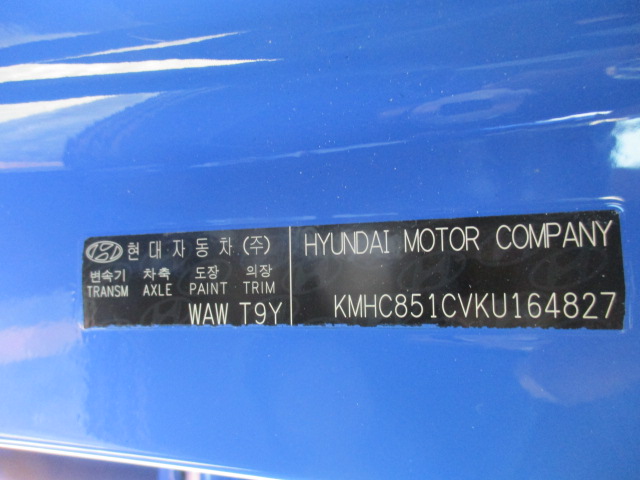 현대자동차(주)
변속기 차축 도장 의장
TRANSM AXLE PAINT TRIM
WAW T9Y
HYUNDAI MOTOR COMPANY
KMHC851CVKU164827